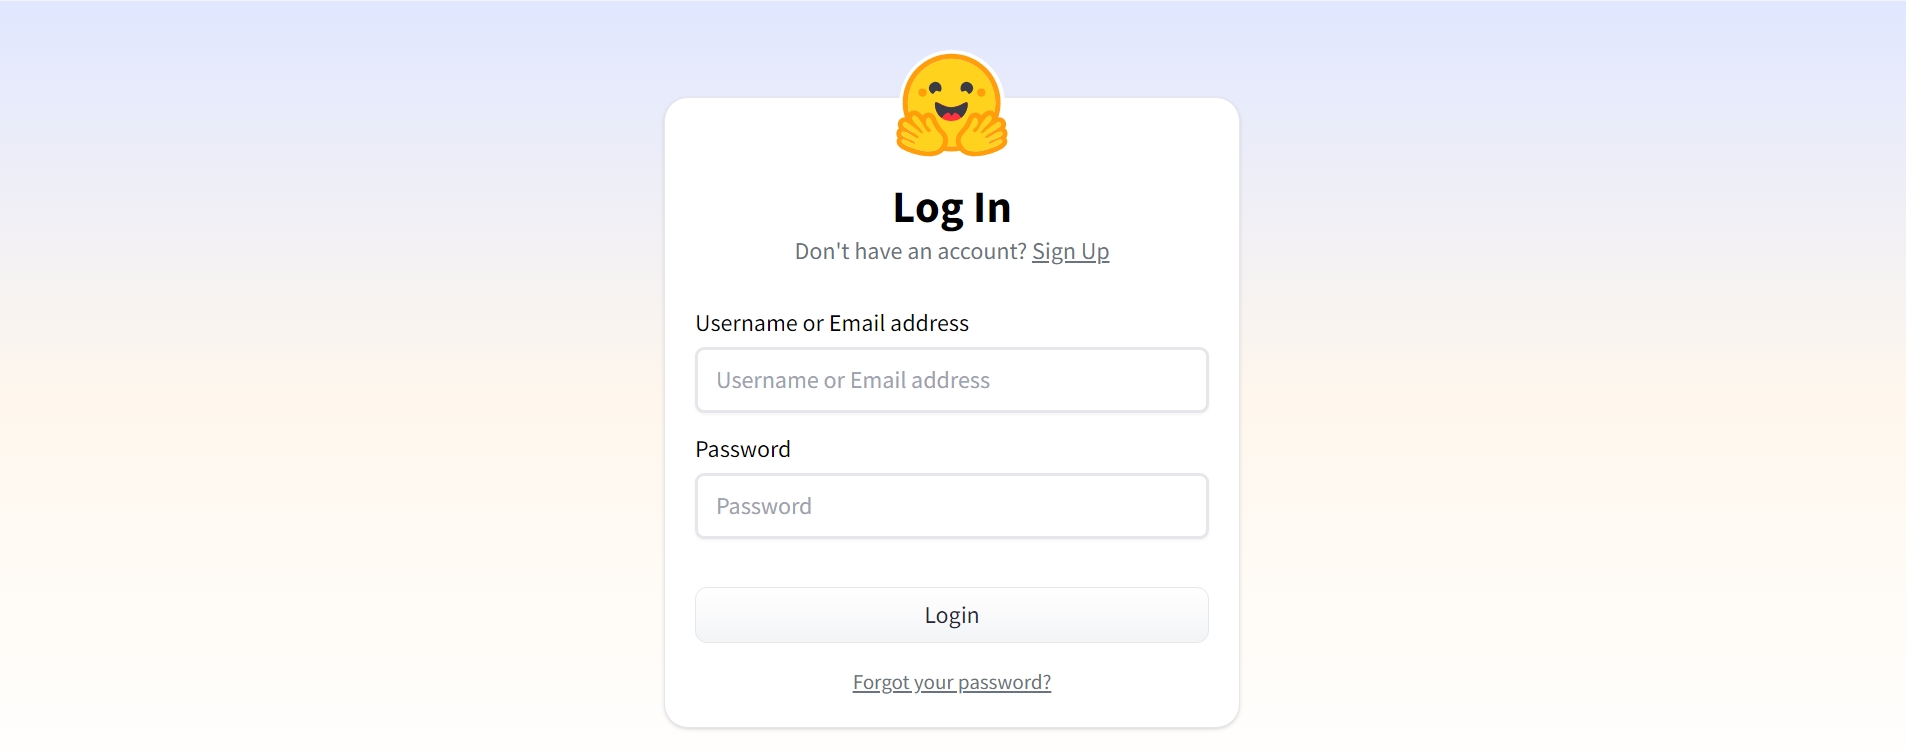 Log In
Don't have an account? Sign Up
Username or Email address
Username or Email address
Password
Password
Login
Forgot your password?